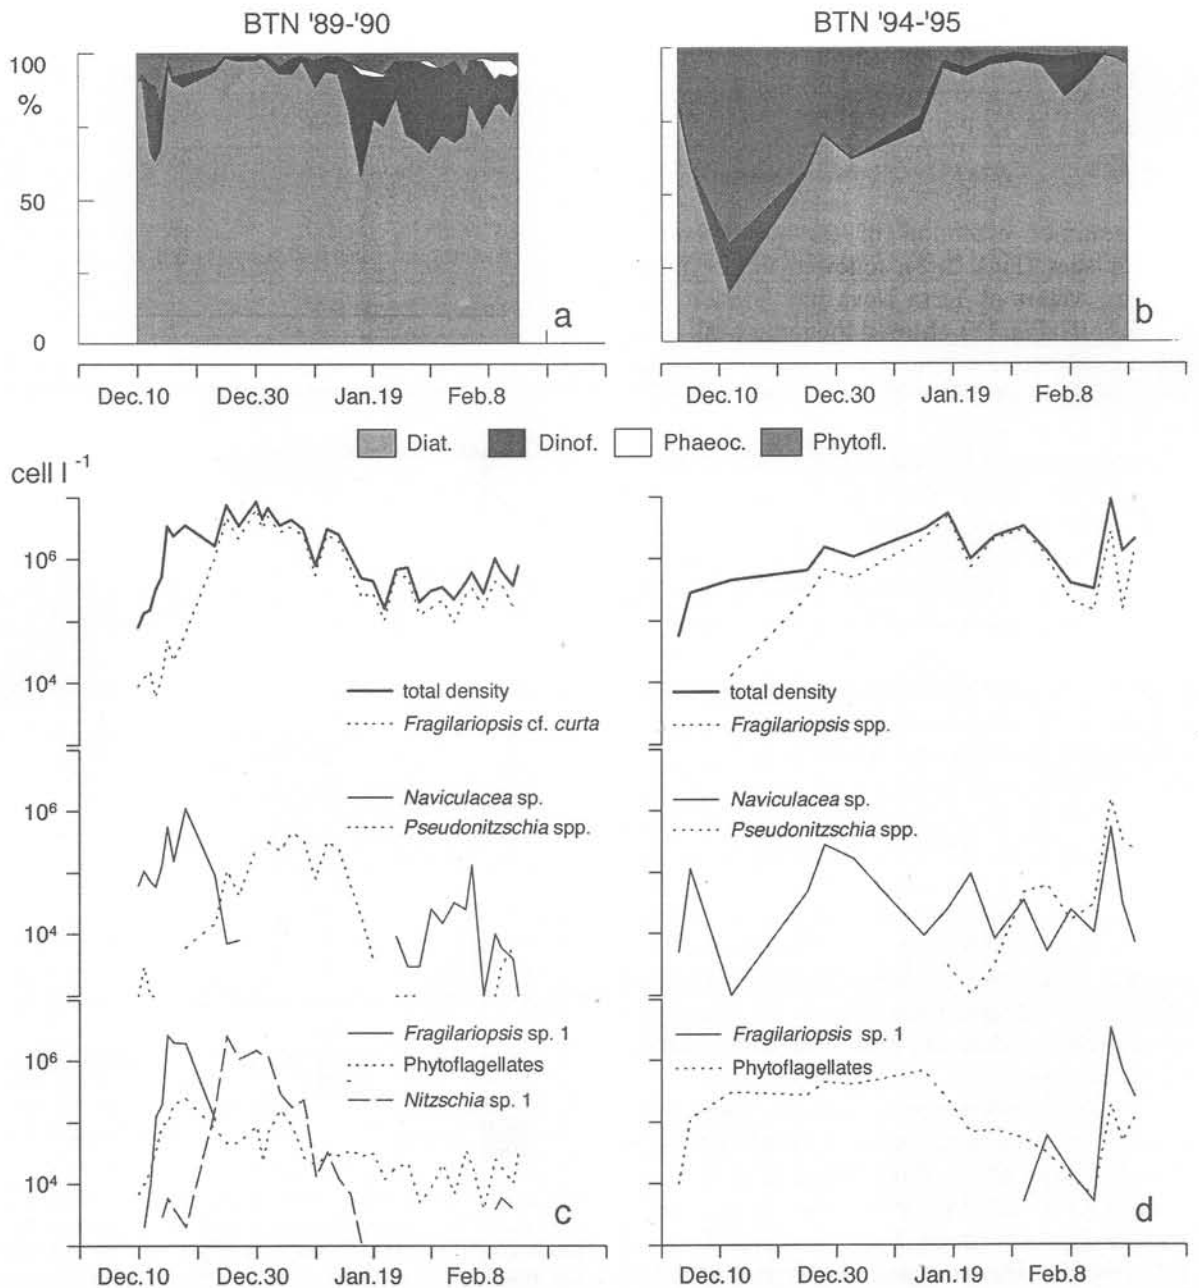 BTN '89-'90
BTN '94-'95
100
%
50
0
a
b
Dec.10 Dec.30 Jan.19 Feb.8
Dec.10 Dec.30 Jan.19 Feb.8
Diat. Dinof. Phaeoc. Phytofl.
cell l⁻¹
10⁶
10⁴
total density
Fragilariopsis cf. curta
total density
Fragilariopsis spp.
10⁶
10⁴
Naviculacea sp.
Pseudonitzschia spp.
Naviculacea sp.
Pseudonitzschia spp.
10⁶
10⁴
Fragilariopsis sp. 1
Phytoflagellates
Nitzschia sp. 1
Fragilariopsis sp. 1
Phytoflagellates
c
d
Dec.10 Dec.30 Jan.19 Feb.8
Dec.10 Dec.30 Jan.19 Feb.8